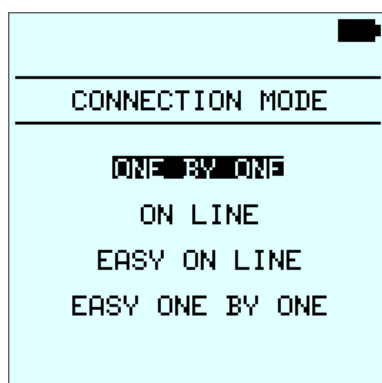 CONNECTION MODE
ONE BY ONE
ON LINE
EASY ON LINE
EASY ONE BY ONE